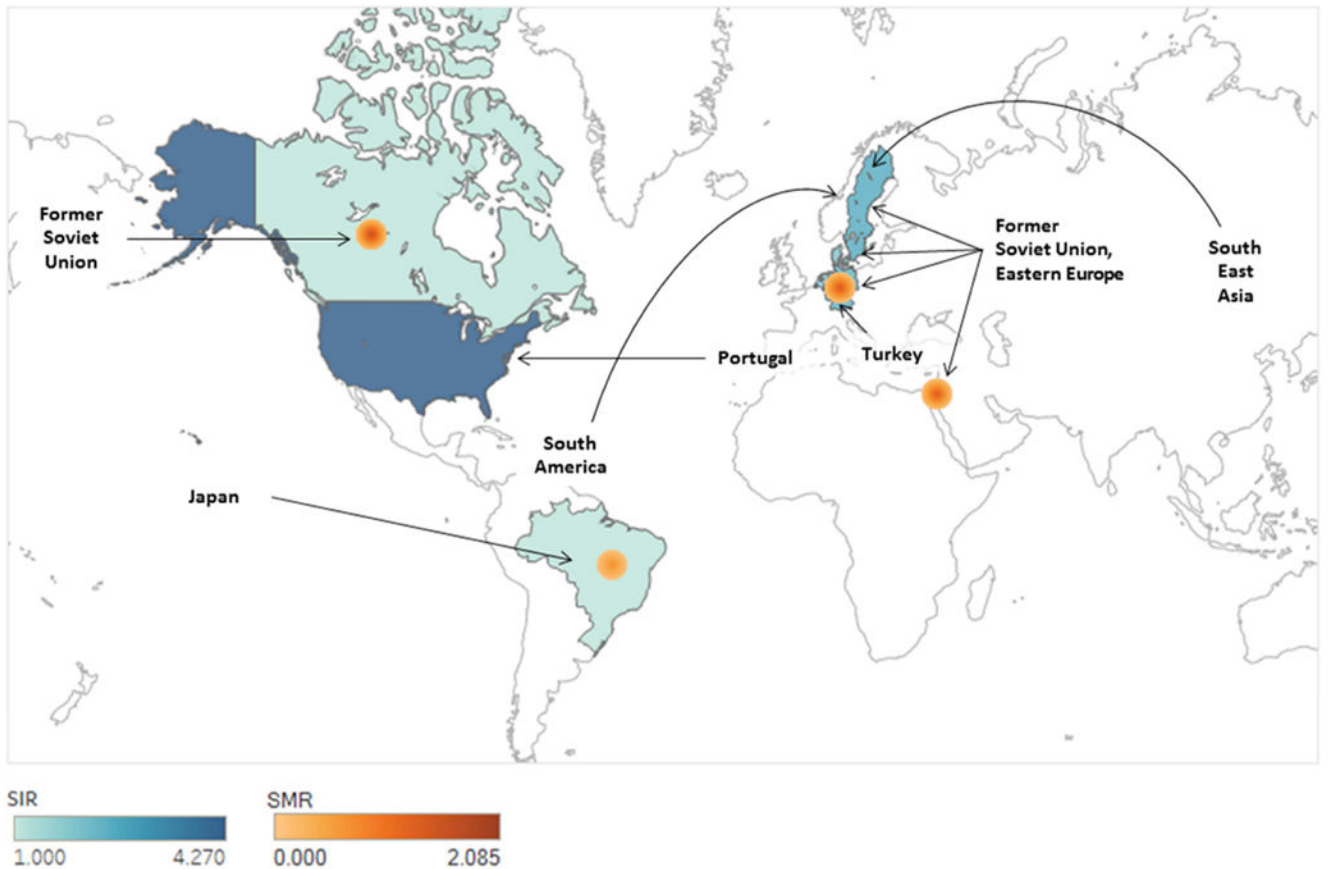 Former
Soviet
Union
Former
Soviet Union,
Eastern Europe
South
East
Asia
Portugal
Turkey
South
America
Japan
SIR
1.000
4.270
SMR
0.000
2.085